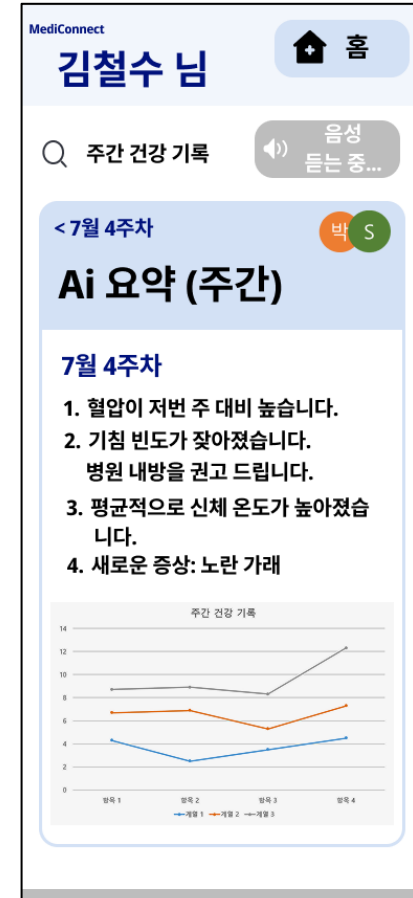 MediConnect
김철수 님
홈
주간 건강 기록
음성
듣는 중...
< 7월 4주차
박
S
Ai 요약 (주간)
7월 4주차
1. 혈압이 저번 주 대비 높습니다.
2. 기침 빈도가 잦아졌습니다.
병원 내방을 권고 드립니다.
3. 평균적으로 신체 온도가 높아졌습
니다.
4. 새로운 증상: 노란 가래
주간 건강 기록
14
12
10
8
6
4
2
0
항목 1 항목 2 항목 3 항목 4
계열 1 계열 2 계열 3